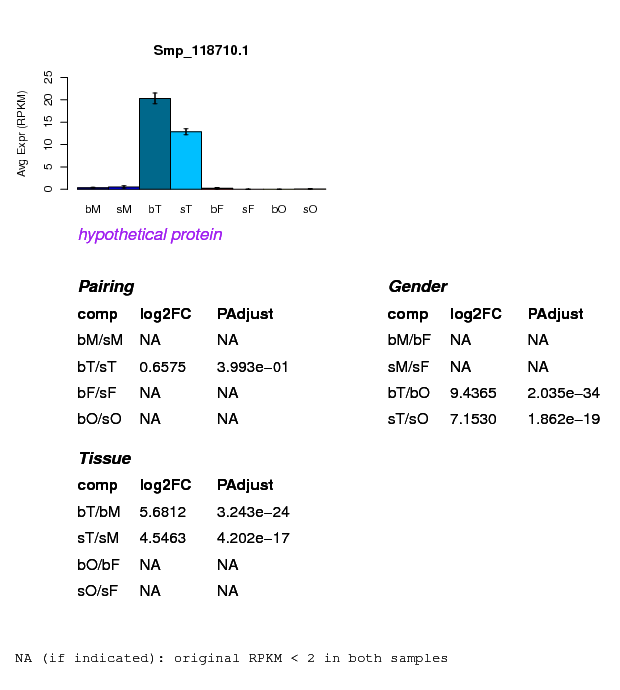 Smp_118710.1
Avg Expr (RPKM)
25
20
15
10
5
0
bM sM bT sT bF sF bO sO
hypothetical protein
Pairing
comp log2FC PAdjust
bM/sM NA NA
bT/sT 0.6575 3.993e−01
bF/sF NA NA
bO/sO NA NA
Gender
comp log2FC PAdjust
bM/bF NA NA
sM/sF NA NA
bT/bO 9.4365 2.035e−34
sT/sO 7.1530 1.862e−19
Tissue
comp log2FC PAdjust
bT/bM 5.6812 3.243e−24
sT/sM 4.5463 4.202e−17
bO/bF NA NA
sO/sF NA NA
NA (if indicated): original RPKM < 2 in both samples